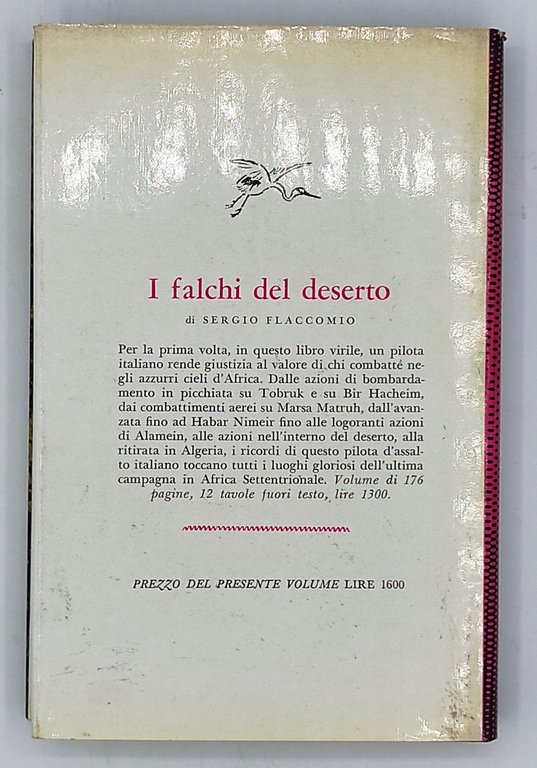 I falchi del deserto
di SERGIO FLACCOMIO
Per la prima volta, in questo libro virile, un pilota
italiano rende giustizia al valore di chi combatté ne-
gli azzurri cieli d'Africa. Dalle azioni di bombarda-
mento in picchiata su Tobruk e su Bir Hacheim,
dai combattimenti aerei su Marsa Matruh, dall'avan-
zata fino ad Habar Nimeir fino alle logoranti azioni
di Alamein, alle azioni nell'interno del deserto, alla
ritirata in Algeria, i ricordi di questo pilota d'assal-
to italiano toccano tutti i luoghi gloriosi dell'ultima
campagna in Africa Settentrionale. Volume di 176
pagine, 12 tavole fuori testo, lire 1300.
PREZZO DEL PRESENTE VOLUME LIRE 1600